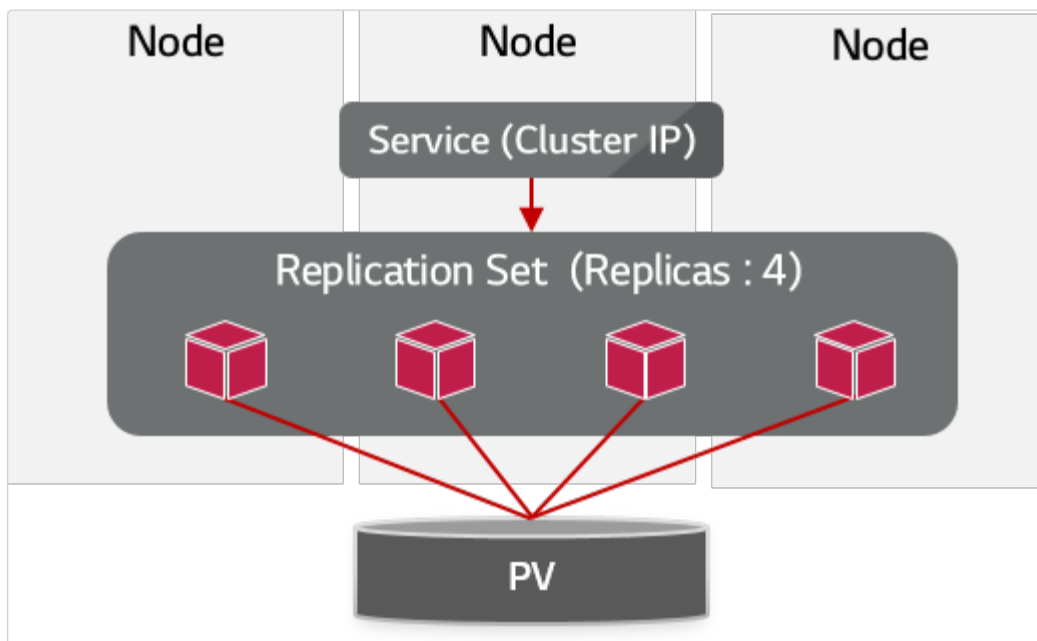 Node
Node
Node
Service (Cluster IP)
Replication Set (Replicas : 4)
PV